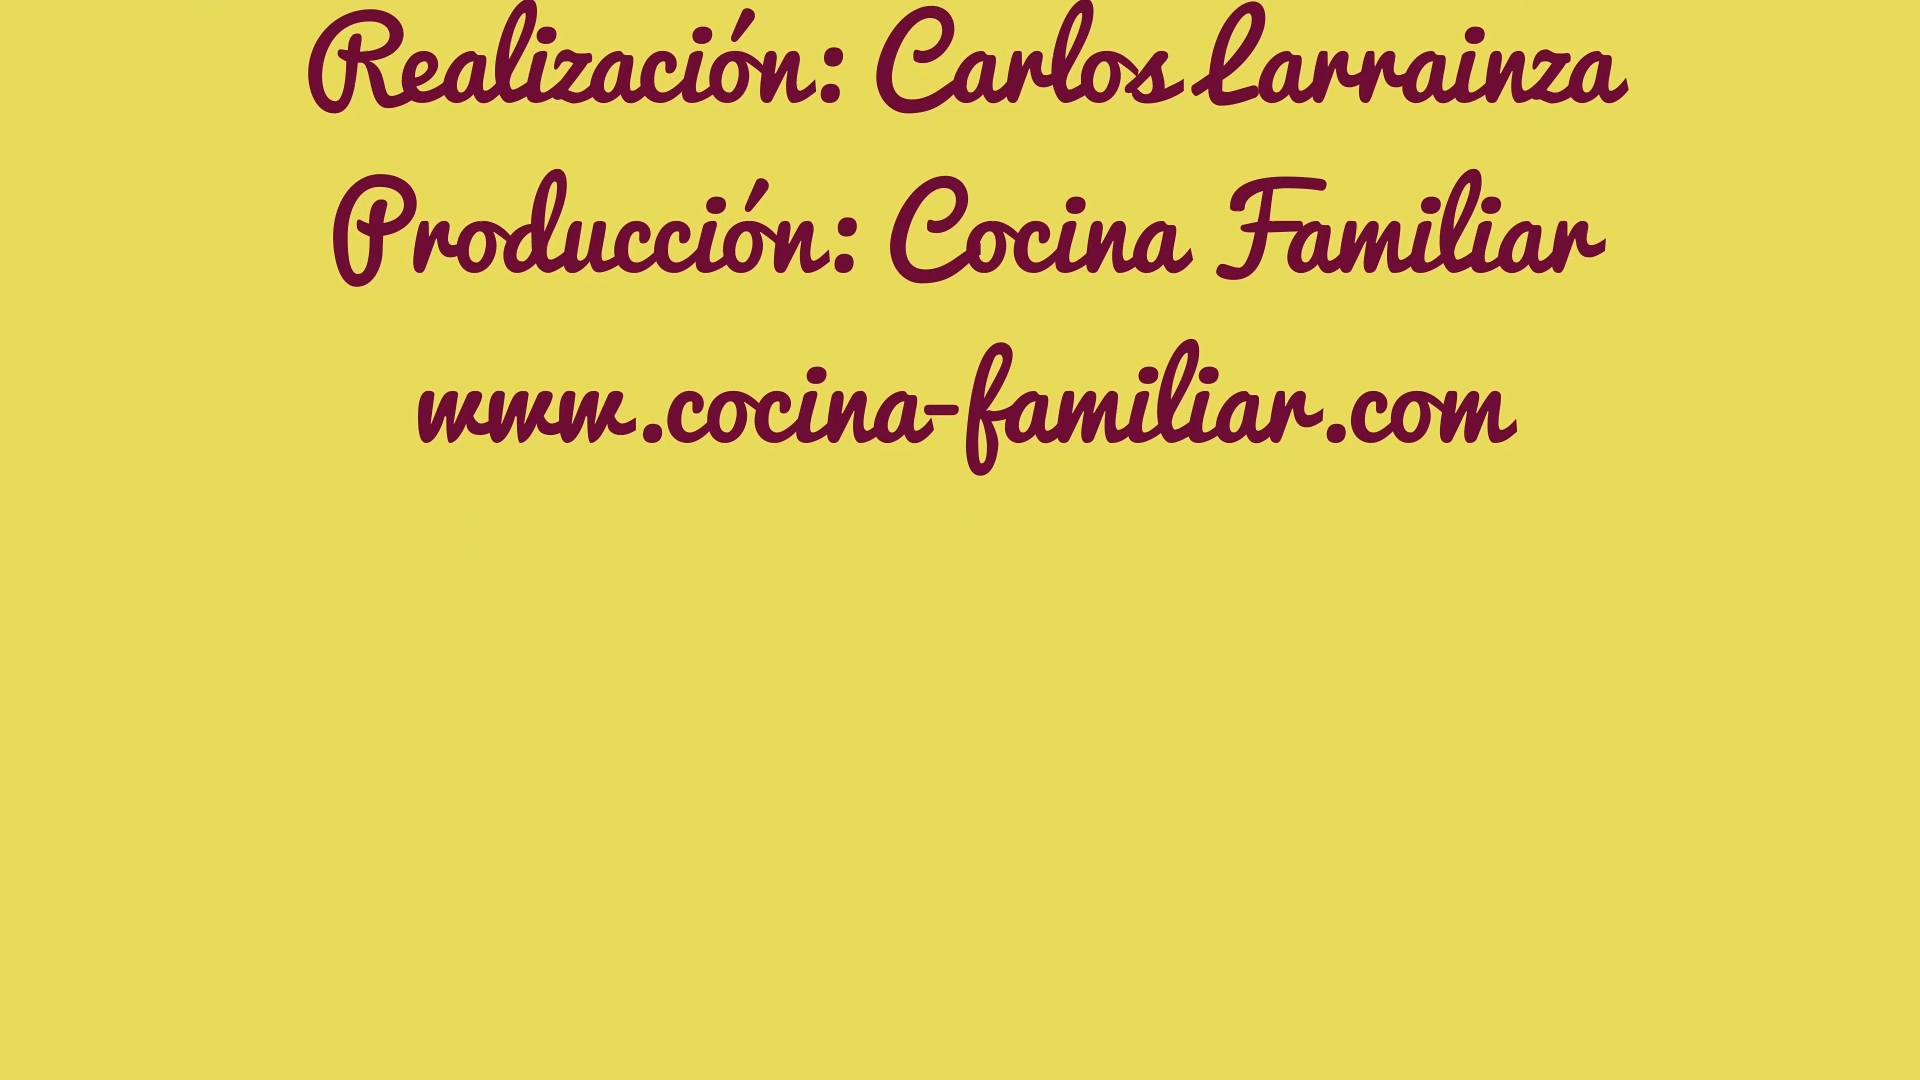 Realización: Carlos Larrainza
Producción: Cocina Familiar
www.cocina-familiar.com